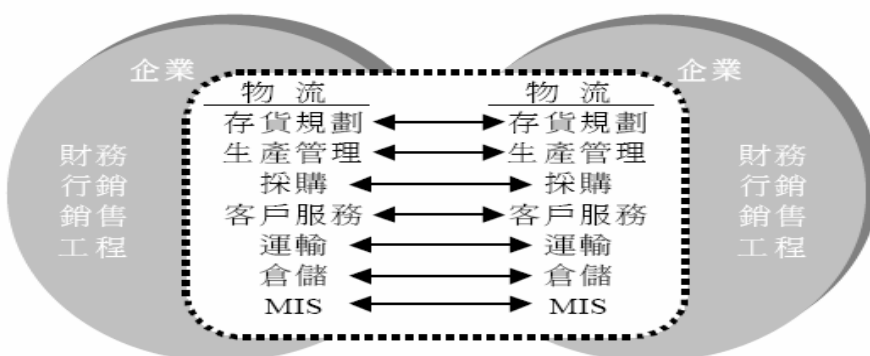 企業
財務
行銷
銷售
工程
物流
存貨規劃
生產管理
採購
客戶服務
運輸
倉儲
MIS
物流
存貨規劃
生產管理
採購
客戶服務
運輸
倉儲
MIS
企業
財務
行銷
銷售
工程